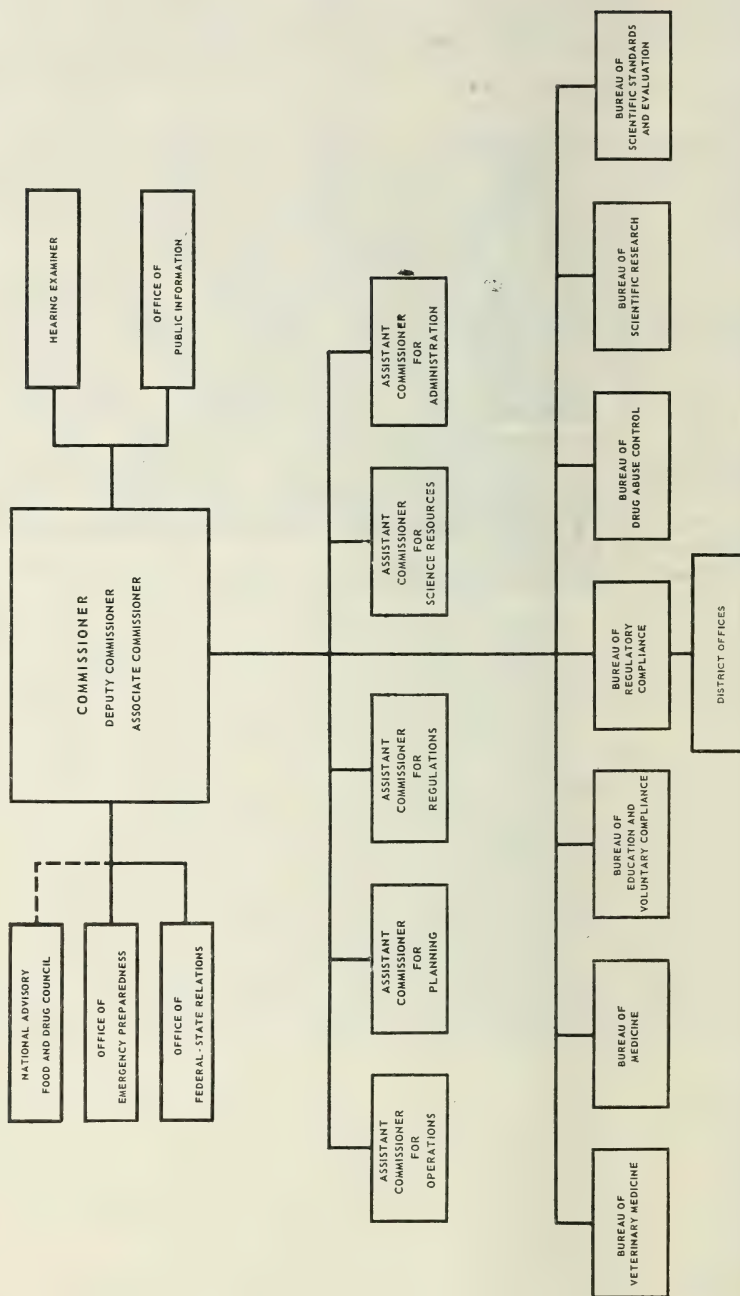 COMMISSIONER
DEPUTY COMMISSIONER
ASSOCIATE COMMISSIONER
NATIONAL ADVISORY
FOOD AND DRUG COUNCIL
OFFICE OF
EMERGENCY PREPAREDNESS
OFFICE OF
FEDERAL-STATE RELATIONS
HEARING EXAMINER
OFFICE OF
PUBLIC INFORMATION
ASSISTANT
COMMISSIONER
FOR
OPERATIONS
ASSISTANT
COMMISSIONER
FOR
PLANNING
ASSISTANT
COMMISSIONER
FOR
REGULATIONS
ASSISTANT
COMMISSIONER
FOR
SCIENCE RESOURCES
ASSISTANT
COMMISSIONER
FOR
ADMINISTRATION
BUREAU OF
VETERINARY MEDICINE
BUREAU OF
MEDICINE
BUREAU OF
EDUCATION AND
VOLUNTARY COMPLIANCE
BUREAU OF
REGULATORY
COMPLIANCE
BUREAU OF
DRUG ABUSE CONTROL
BUREAU OF
SCIENTIFIC RESEARCH
BUREAU OF
SCIENTIFIC STANDARDS
AND EVALUATION
DISTRICT OFFICES